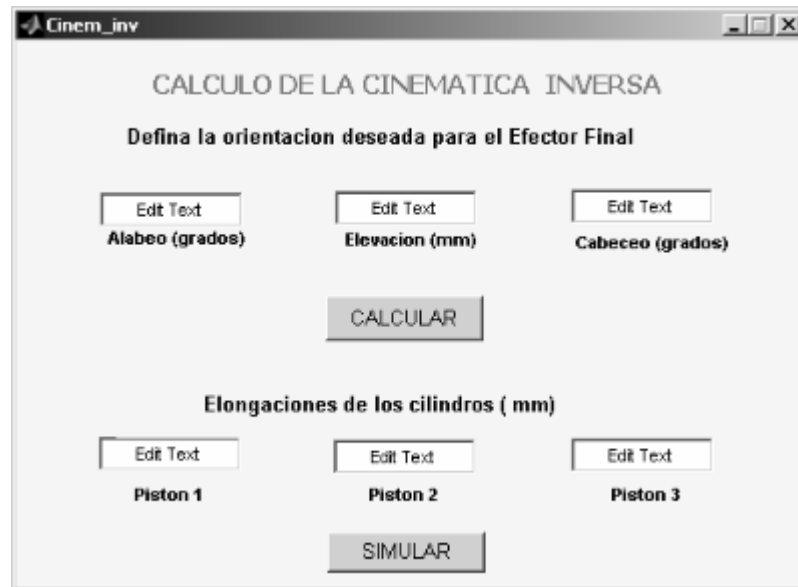 Cinem_inv
CALCULO DE LA CINEMATICA INVERSA
Defina la orientacion deseada para el Efector Final
Edit Text Edit Text Edit Text
Alabeo (grados) Elevacion (mm) Cabeceo (grados)
CALCULAR
Elongaciones de los cilindros ( mm)
Edit Text Edit Text Edit Text
Piston 1 Piston 2 Piston 3
SIMULAR